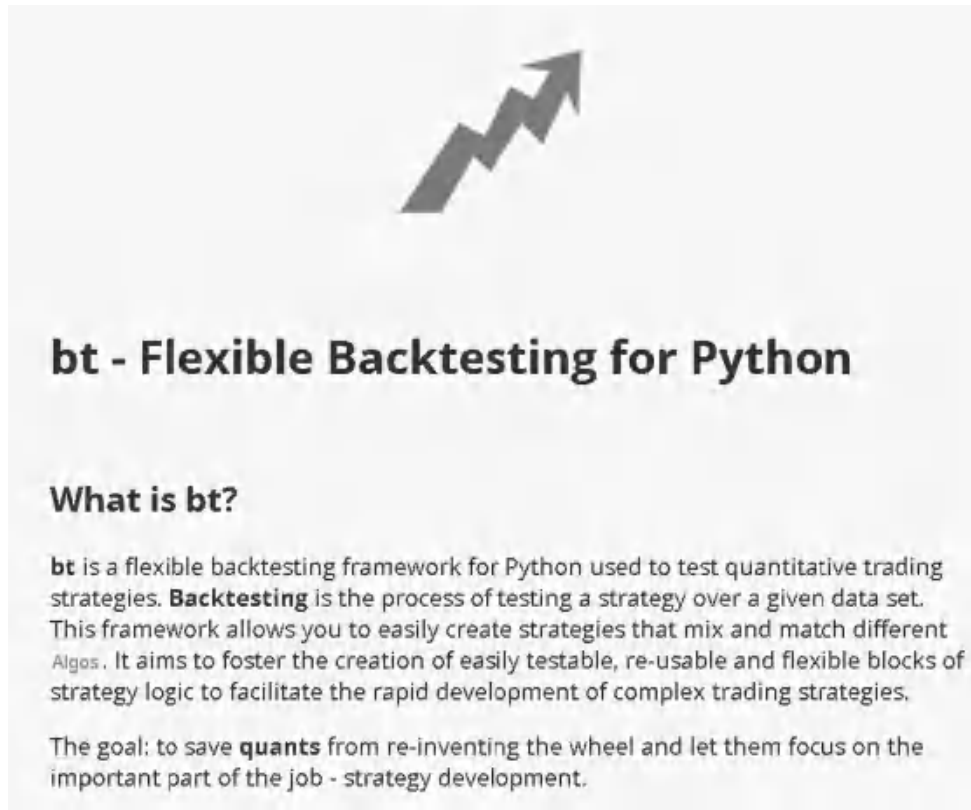 bt - Flexible Backtesting for Python
What is bt?
bt is a flexible backtesting framework for Python used to test quantitative trading
strategies. Backtesting is the process of testing a strategy over a given data set.
This framework allows you to easily create strategies that mix and match different
Algos. It aims to foster the creation of easily testable, re-usable and flexible blocks of
strategy logic to facilitate the rapid development of complex trading strategies.
The goal: to save quants from re-inventing the wheel and let them focus on the
important part of the job - strategy development.